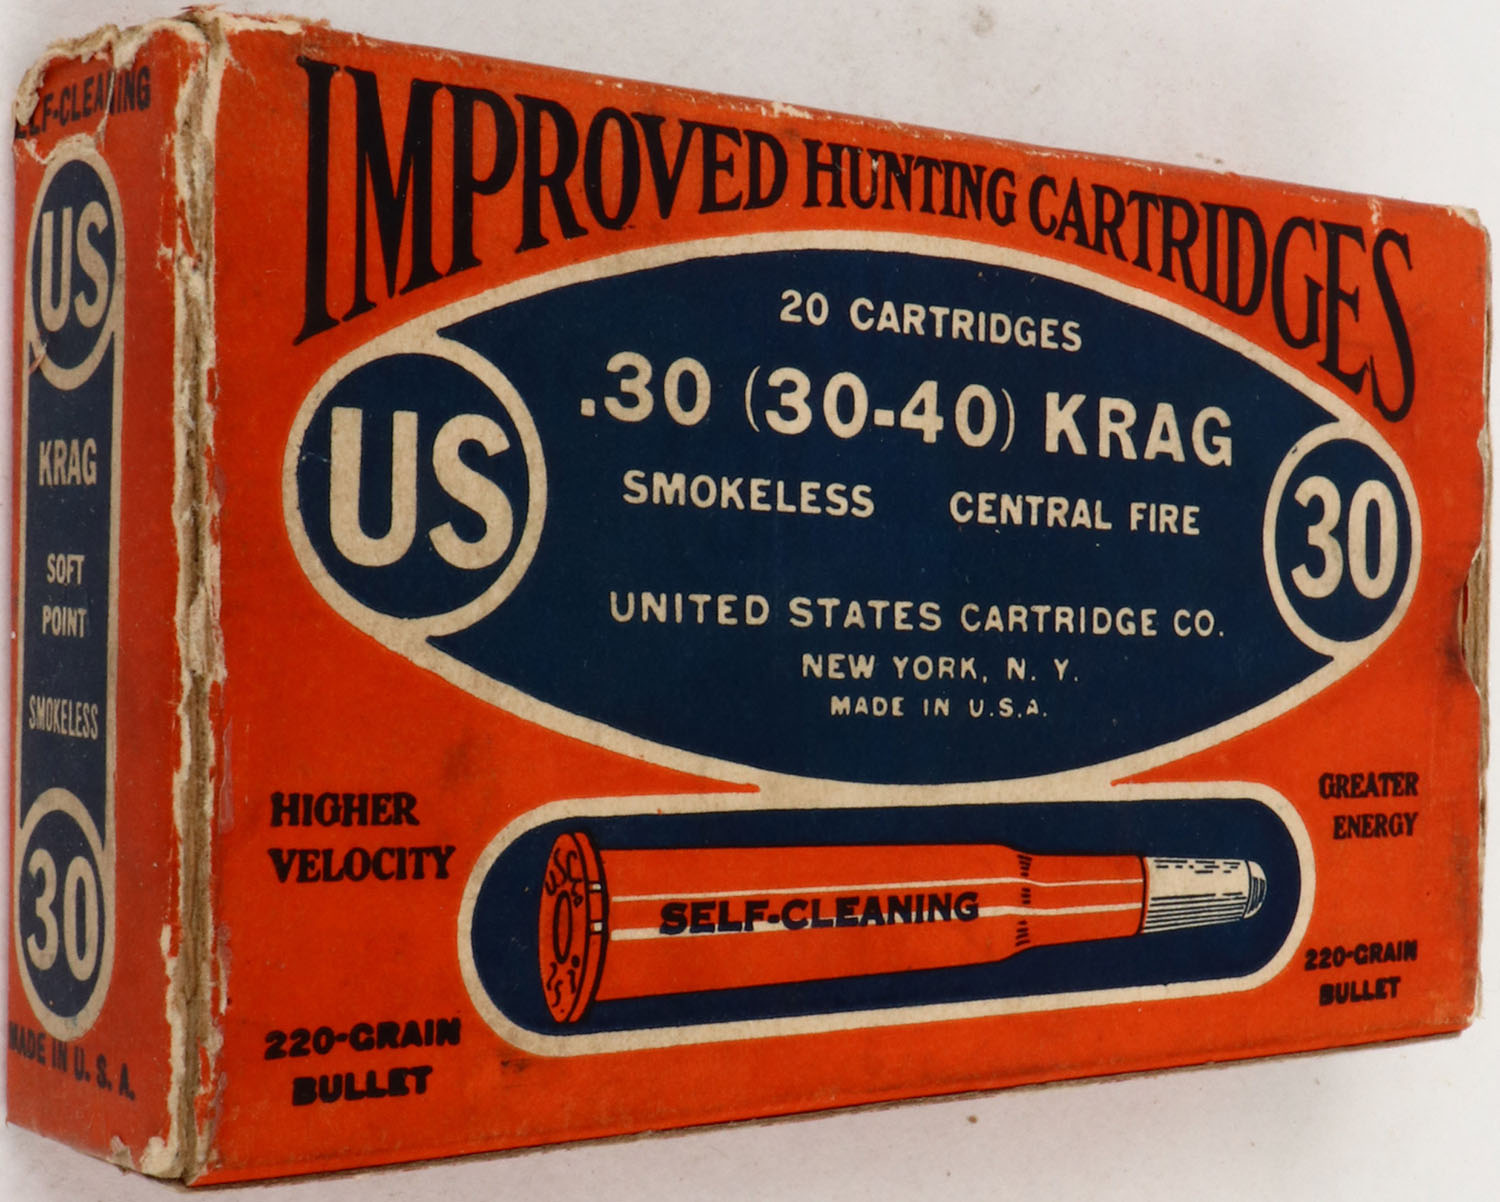 IMPROVED HUNTING CARTRIDGES
20 CARTRIDGES
.30 (30-40) KRAG
SMOKELESS CENTRAL FIRE
UNITED STATES CARTRIDGE CO.
NEW YORK, N. Y.
MADE IN U.S.A.
US
30
HIGHER
VELOCITY
GREATER
ENERGY
SELF-CLEANING
220-GRAIN
BULLET
220-GRAIN
BULLET
LF-CLEANING
US
KRAG
SOFT
POINT
SMOKELESS
30
MADE IN U. S. A.